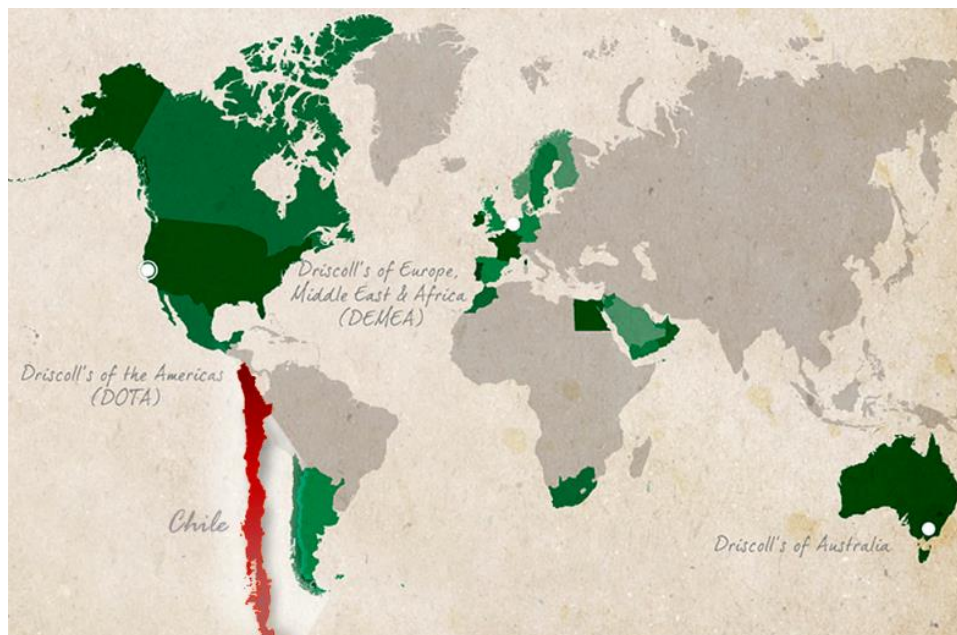 Driscoll's of Europe,
Middle East & Africa
(DEMEA)
Driscoll's of the Americas
(DOTA)
Chile
Driscoll's of Australia